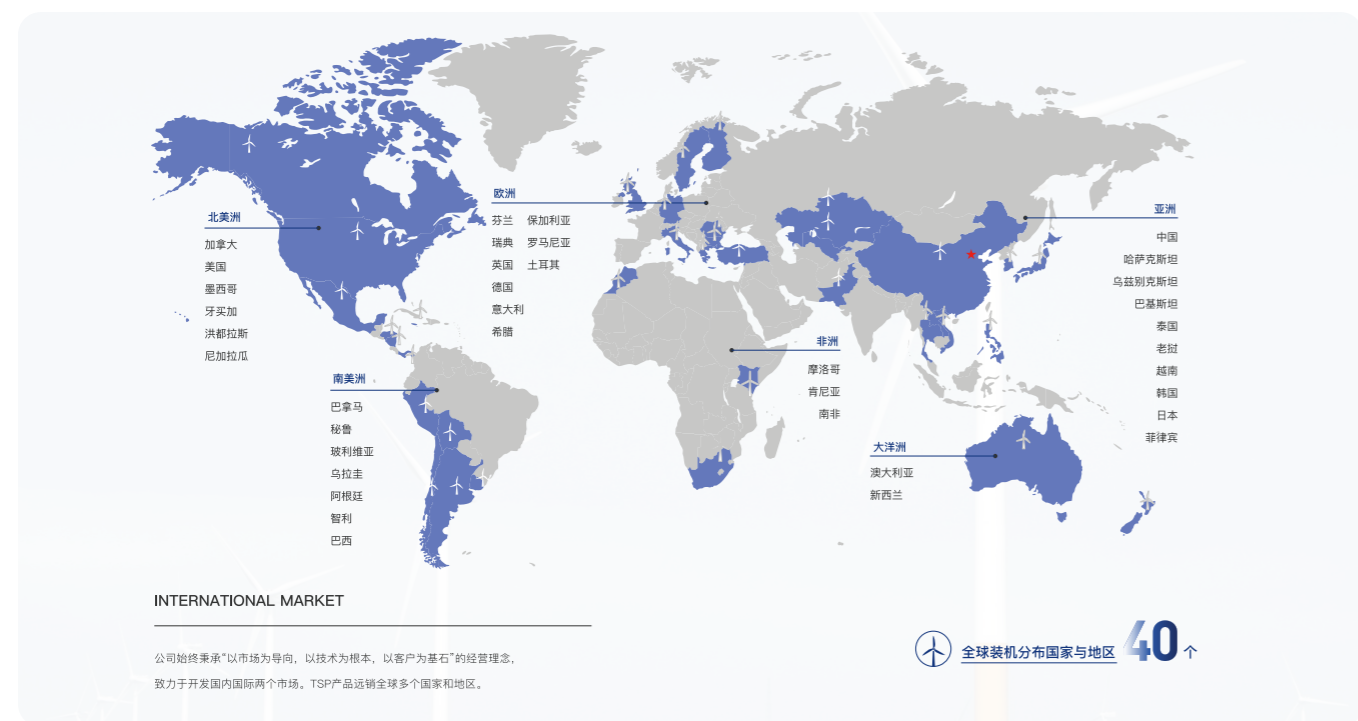 北美洲
加拿大
美国
墨西哥
牙买加
洪都拉斯
尼加拉瓜
欧洲
芬兰 保加利亚
瑞典 罗马尼亚
英国 土耳其
德国
意大利
希腊
亚洲
中国
哈萨克斯坦
乌兹别克斯坦
巴基斯坦
泰国
老挝
越南
韩国
日本
菲律宾
非洲
摩洛哥
肯尼亚
南非
南美洲
巴拿马
秘鲁
玻利维亚
乌拉圭
阿根廷
智利
巴西
大洋洲
澳大利亚
新西兰
INTERNATIONAL MARKET
公司始终秉承“以市场为导向，以技术为根本，以客户为基石”的经营理念，
致力于开发国内国际两个市场。TSP产品远销全球多个国家和地区。
全球装机分布国家与地区 40 个